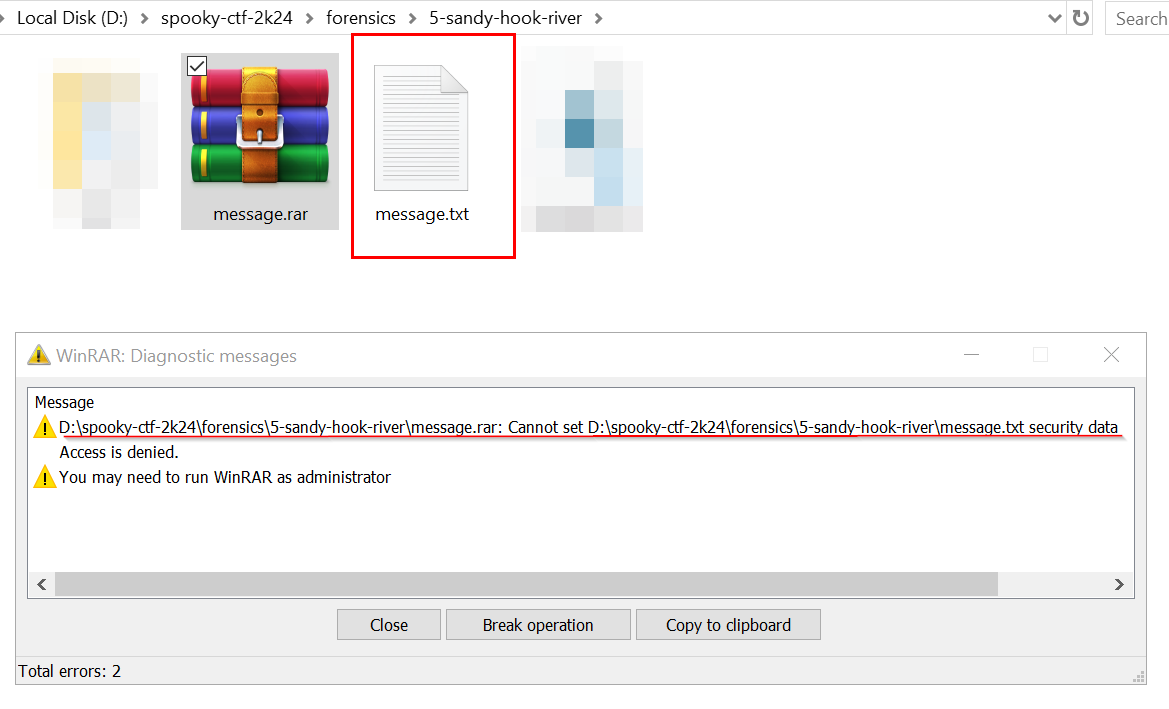 Local Disk (D:) > spooky-ctf-2k24 > forensics > 5-sandy-hook-river > Search
message.rar message.txt
WinRAR: Diagnostic messages
Message
D:\spooky-ctf-2k24\forensics\5-sandy-hook-river\message.rar: Cannot set D:\spooky-ctf-2k24\forensics\5-sandy-hook-river\message.txt security data
Access is denied.
You may need to run WinRAR as administrator
Close Break operation Copy to clipboard
Total errors: 2